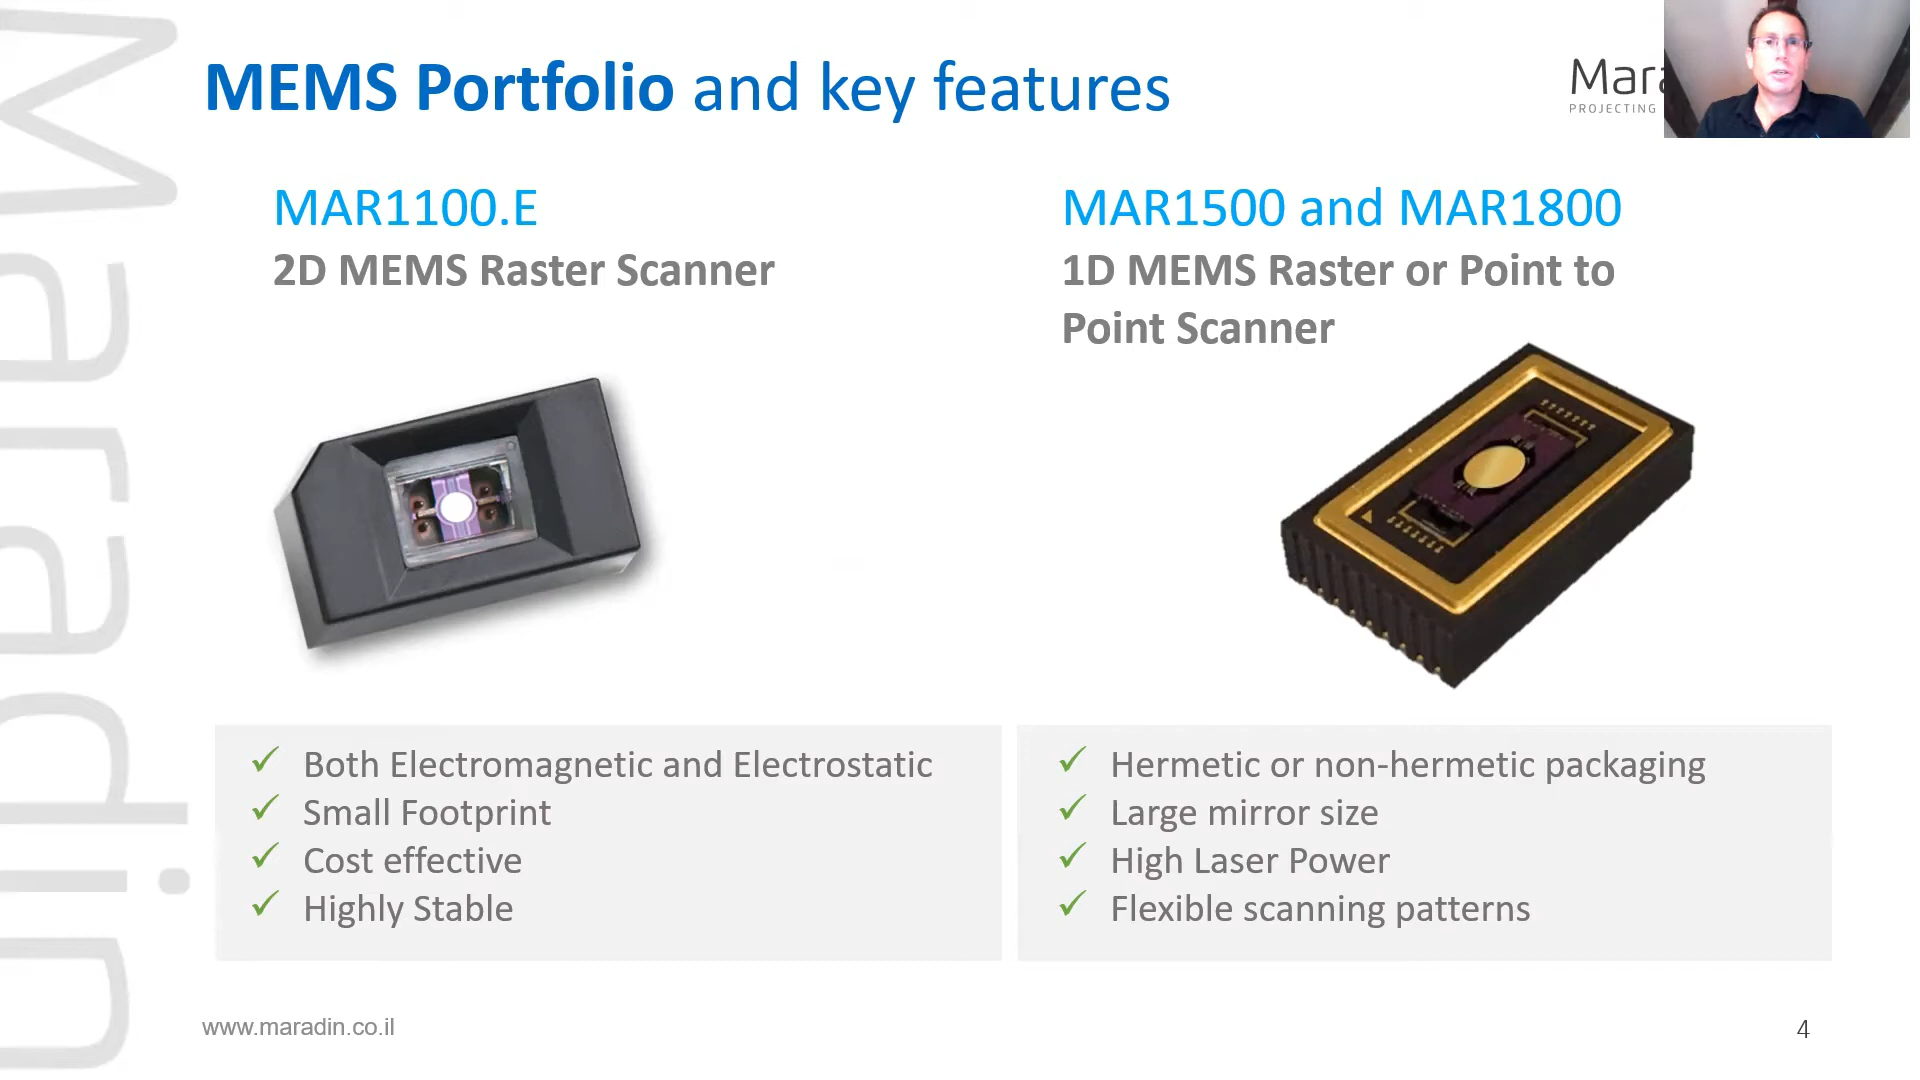 MEMS Portfolio and key features
Mara
PROJECTING
MAR1100.E
2D MEMS Raster Scanner
MAR1500 and MAR1800
1D MEMS Raster or Point to
Point Scanner
Both Electromagnetic and Electrostatic
Small Footprint
Cost effective
Highly Stable
Hermetic or non-hermetic packaging
Large mirror size
High Laser Power
Flexible scanning patterns
www.maradin.co.il
4
Maradin